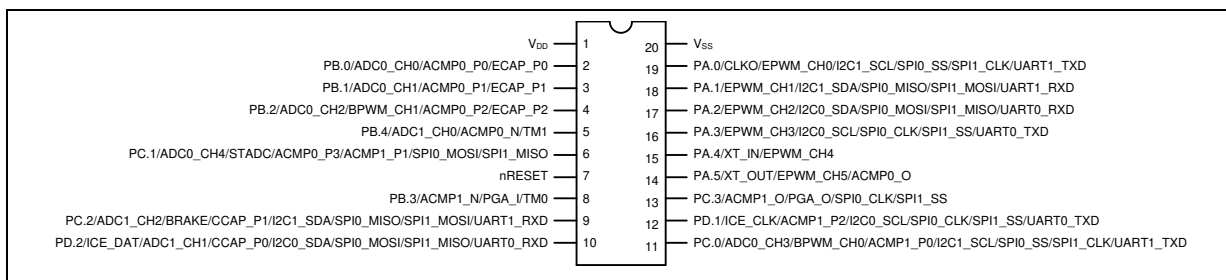 VDD 1
PB.0/ADC0_CH0/ACMP0_P0/ECAP_P0 2
PB.1/ADC0_CH1/ACMP0_P1/ECAP_P1 3
PB.2/ADC0_CH2/BPWM_CH1/ACMP0_P2/ECAP_P2 4
PB.4/ADC1_CH0/ACMP0_N/TM1 5
PC.1/ADC0_CH4/STADC/ACMP0_P3/ACMP1_P1/SPI0_MOSI/SPI1_MISO 6
nRESET 7
PB.3/ACMP1_N/PGA_I/TM0 8
PC.2/ADC1_CH2/BRAKE/CCAP_P1/I2C1_SDA/SPI0_MISO/SPI1_MOSI/UART1_RXD 9
PD.2/ICE_DAT/ADC1_CH1/CCAP_P0/I2C0_SDA/SPI0_MOSI/SPI1_MISO/UART0_RXD 10
20 VSS
19 PA.0/CLKO/EPWM_CH0/I2C1_SCL/SPI0_SS/SPI1_CLK/UART1_TXD
18 PA.1/EPWM_CH1/I2C1_SDA/SPI0_MISO/SPI1_MOSI/UART1_RXD
17 PA.2/EPWM_CH2/I2C0_SDA/SPI0_MOSI/SPI1_MISO/UART0_RXD
16 PA.3/EPWM_CH3/I2C0_SCL/SPI0_CLK/SPI1_SS/UART0_TXD
15 PA.4/XT_IN/EPWM_CH4
14 PA.5/XT_OUT/EPWM_CH5/ACMP0_O
13 PC.3/ACMP1_O/PGA_O/SPI0_CLK/SPI1_SS
12 PD.1/ICE_CLK/ACMP1_P2/I2C0_SCL/SPI0_CLK/SPI1_SS/UART0_TXD
11 PC.0/ADC0_CH3/BPWM_CH0/ACMP1_P0/I2C1_SCL/SPI0_SS/SPI1_CLK/UART1_TXD